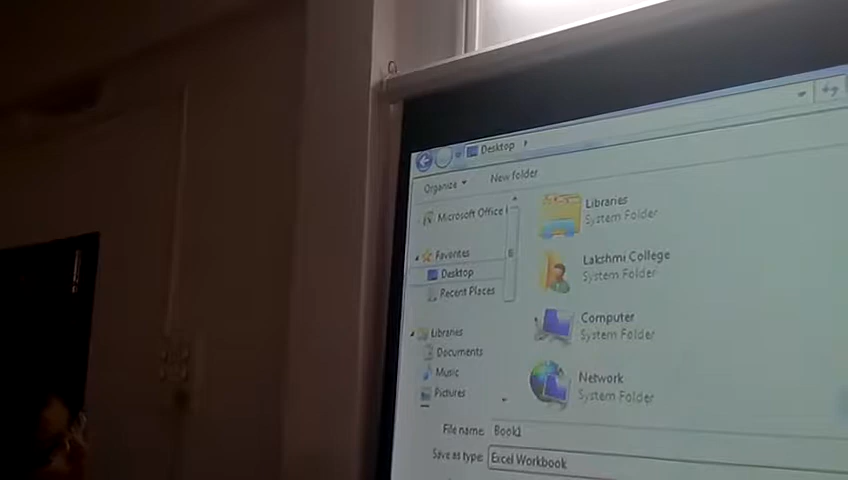 Desktop
Organize
New folder
Microsoft Office
Favorites
Desktop
Recent Places
Libraries
Documents
Music
Pictures
Libraries
System Folder
Lakshmi College
System Folder
Computer
System Folder
Network
System Folder
File name: Book1
Save as type: Excel Workbook